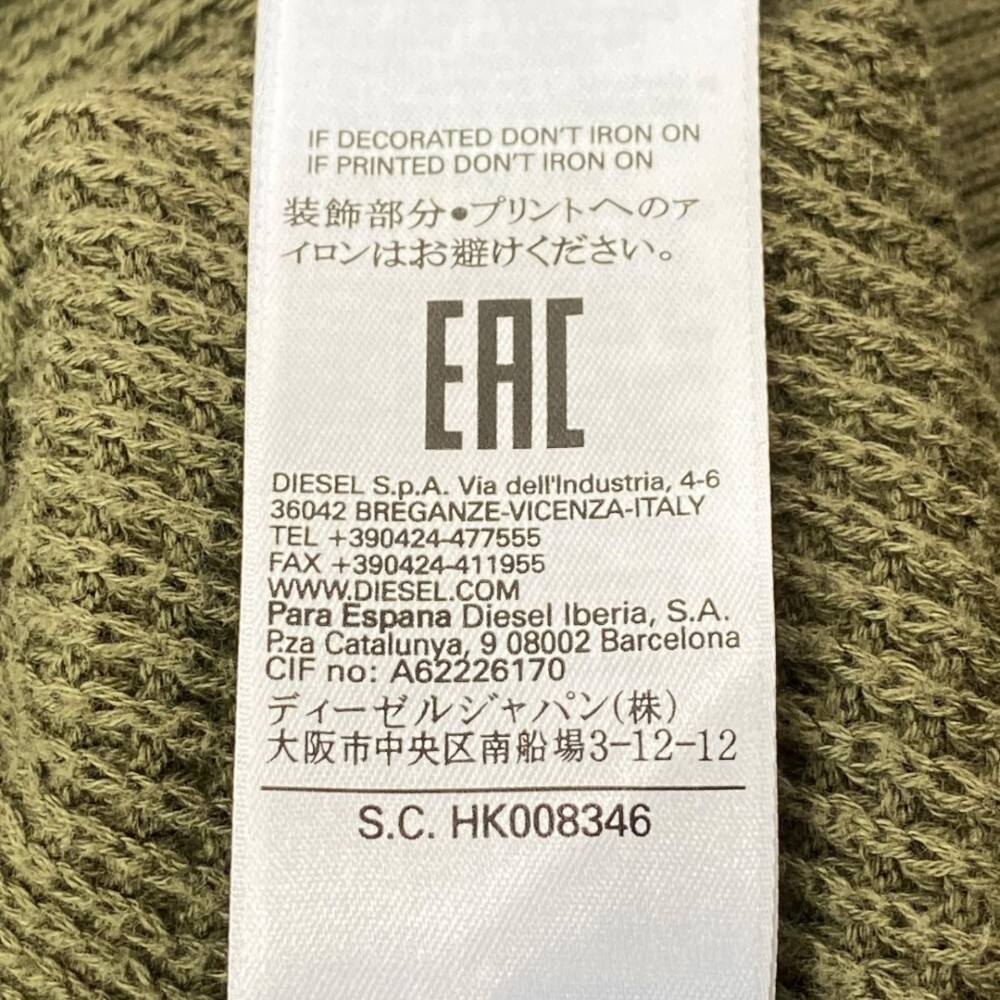 IF DECORATED DON'T IRON ON
IF PRINTED DON'T IRON ON
装飾部分•プリントへのア
イロンはお避けください。
EAC
DIESEL S.p.A. Via dell'Industria, 4-6
36042 BREGANZE-VICENZA-ITALY
TEL +390424-477555
FAX +390424-411955
WWW.DIESEL.COM
Para Espana Diesel Iberia, S.A.
P.za Catalunya, 9 08002 Barcelona
CIF no: A62226170
ディーゼルジャパン(株)
大阪市中央区南船場3-12-12
S.C. HK008346